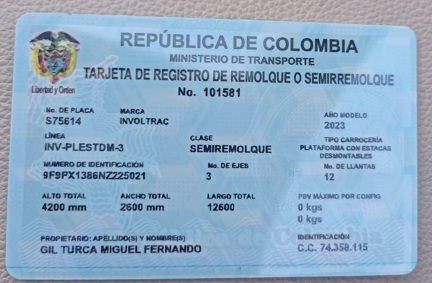 REPÚBLICA DE COLOMBIA
MINISTERIO DE TRANSPORTE
TARJETA DE REGISTRO DE REMOLQUE O SEMIRREMOLQUE
Libertad y Orden
No. 101581
No. DE PLACA MARCA AÑO MODELO
S75614 INVOLTRAC 2023
LÍNEA CLASE TIPO CARROCERÍA
INV-PLESTDM-3 SEMIREMOLQUE PLATAFORMA CON ESTACAS
DESMONTABLES
NUMERO DE IDENTIFICACIÓN No. DE EJES No. DE LLANTAS
9F9PX1386NZ225021 3 12
ALTO TOTAL ANCHO TOTAL LARGO TOTAL PBV MÁXIMO POR CONFIG
4200 mm 2600 mm 12600 0 kgs
0 kgs
PROPIETARIO: APELLIDO(S) Y NOMBRE(S) IDENTIFICACIÓN
GIL TURCA MIGUEL FERNANDO C.C. 74.358.115